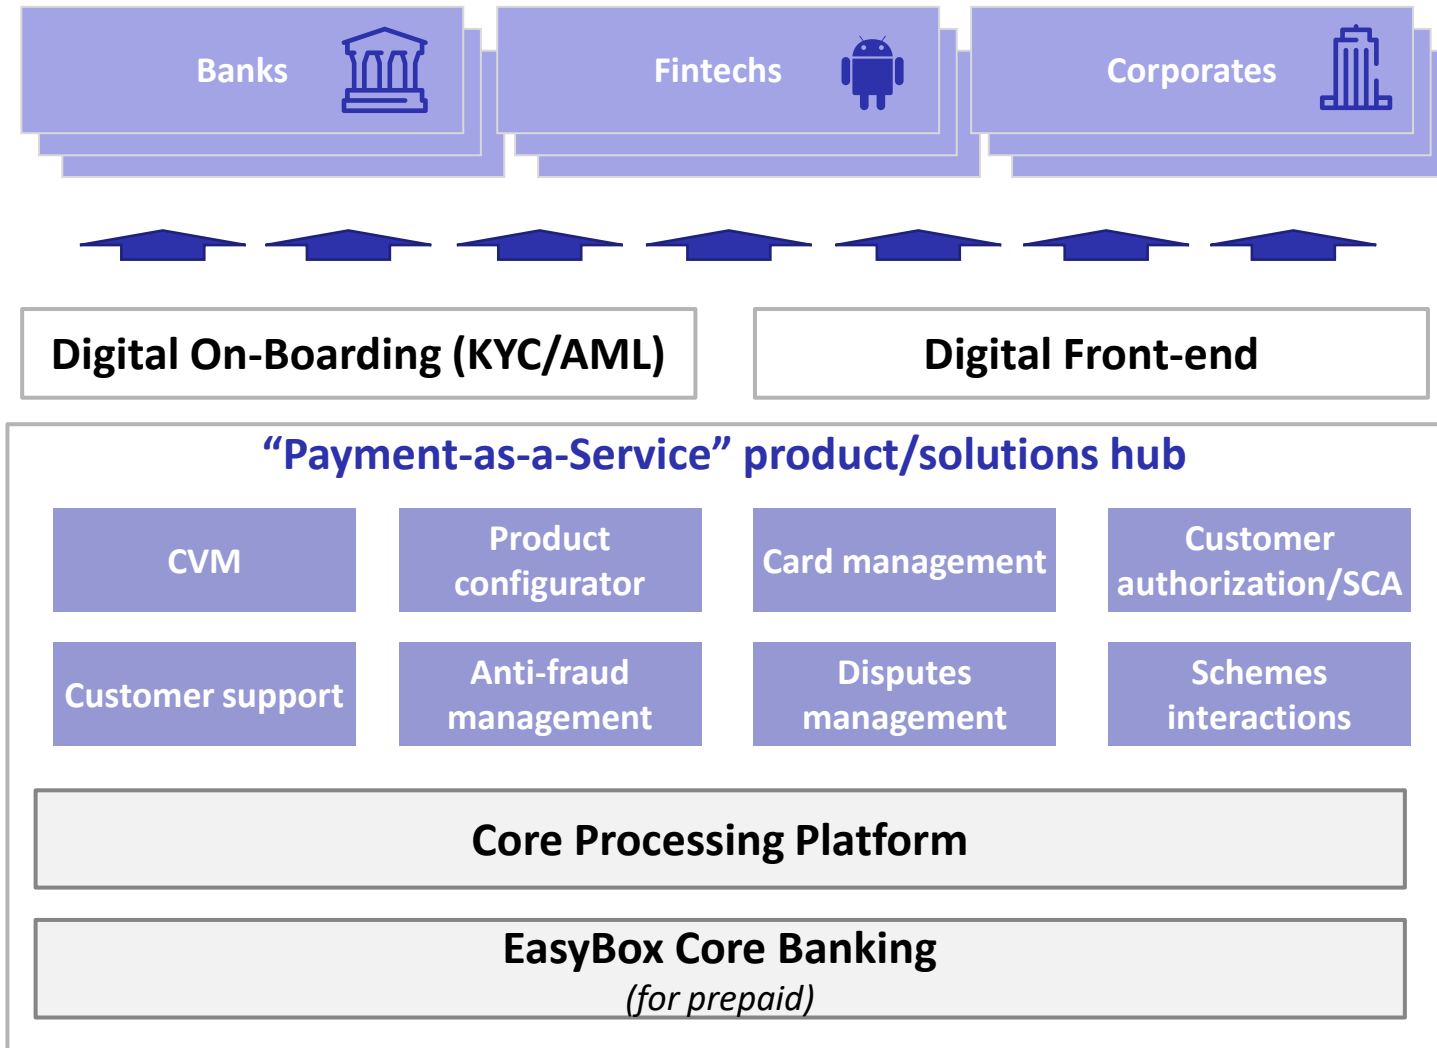 Banks
Fintechs
Corporates
Digital On-Boarding (KYC/AML)
Digital Front-end
“Payment-as-a-Service” product/solutions hub
CVM
Product
configurator
Card management
Customer
authorization/SCA
Customer support
Anti-fraud
management
Disputes
management
Schemes
interactions
Core Processing Platform
EasyBox Core Banking
(for prepaid)